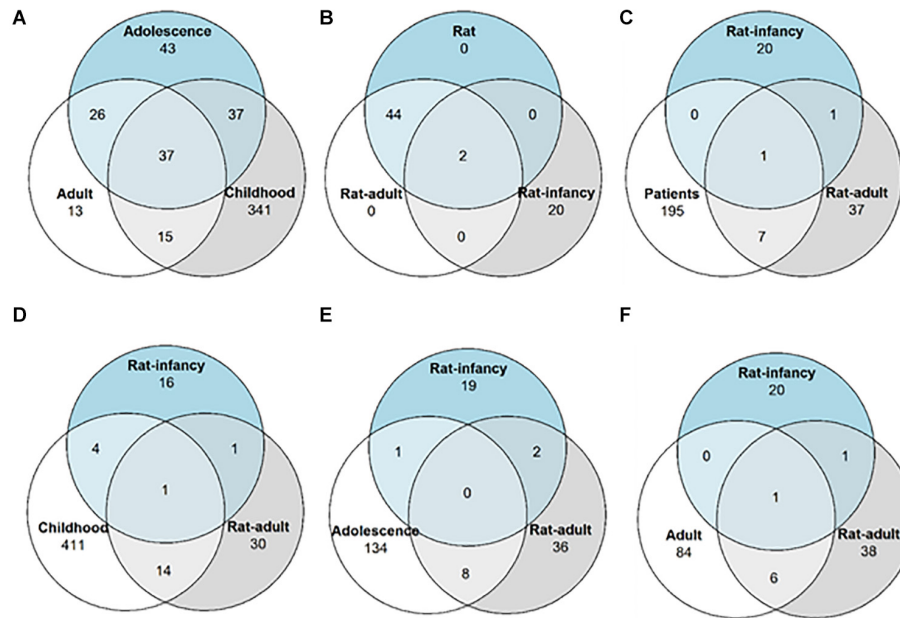 A
B
C
Adolescence
43
Rat
0
Rat-infancy
20
26
37
44
0
0
1
37
2
1
Adult
13
Childhood
341
Rat-adult
0
Rat-infancy
20
Patients
195
Rat-adult
37
15
0
7
D
E
F
Rat-infancy
16
Rat-infancy
19
Rat-infancy
20
4
1
1
2
0
1
1
0
1
Childhood
411
Rat-adult
30
Adolescence
134
Rat-adult
36
Adult
84
Rat-adult
38
14
8
6